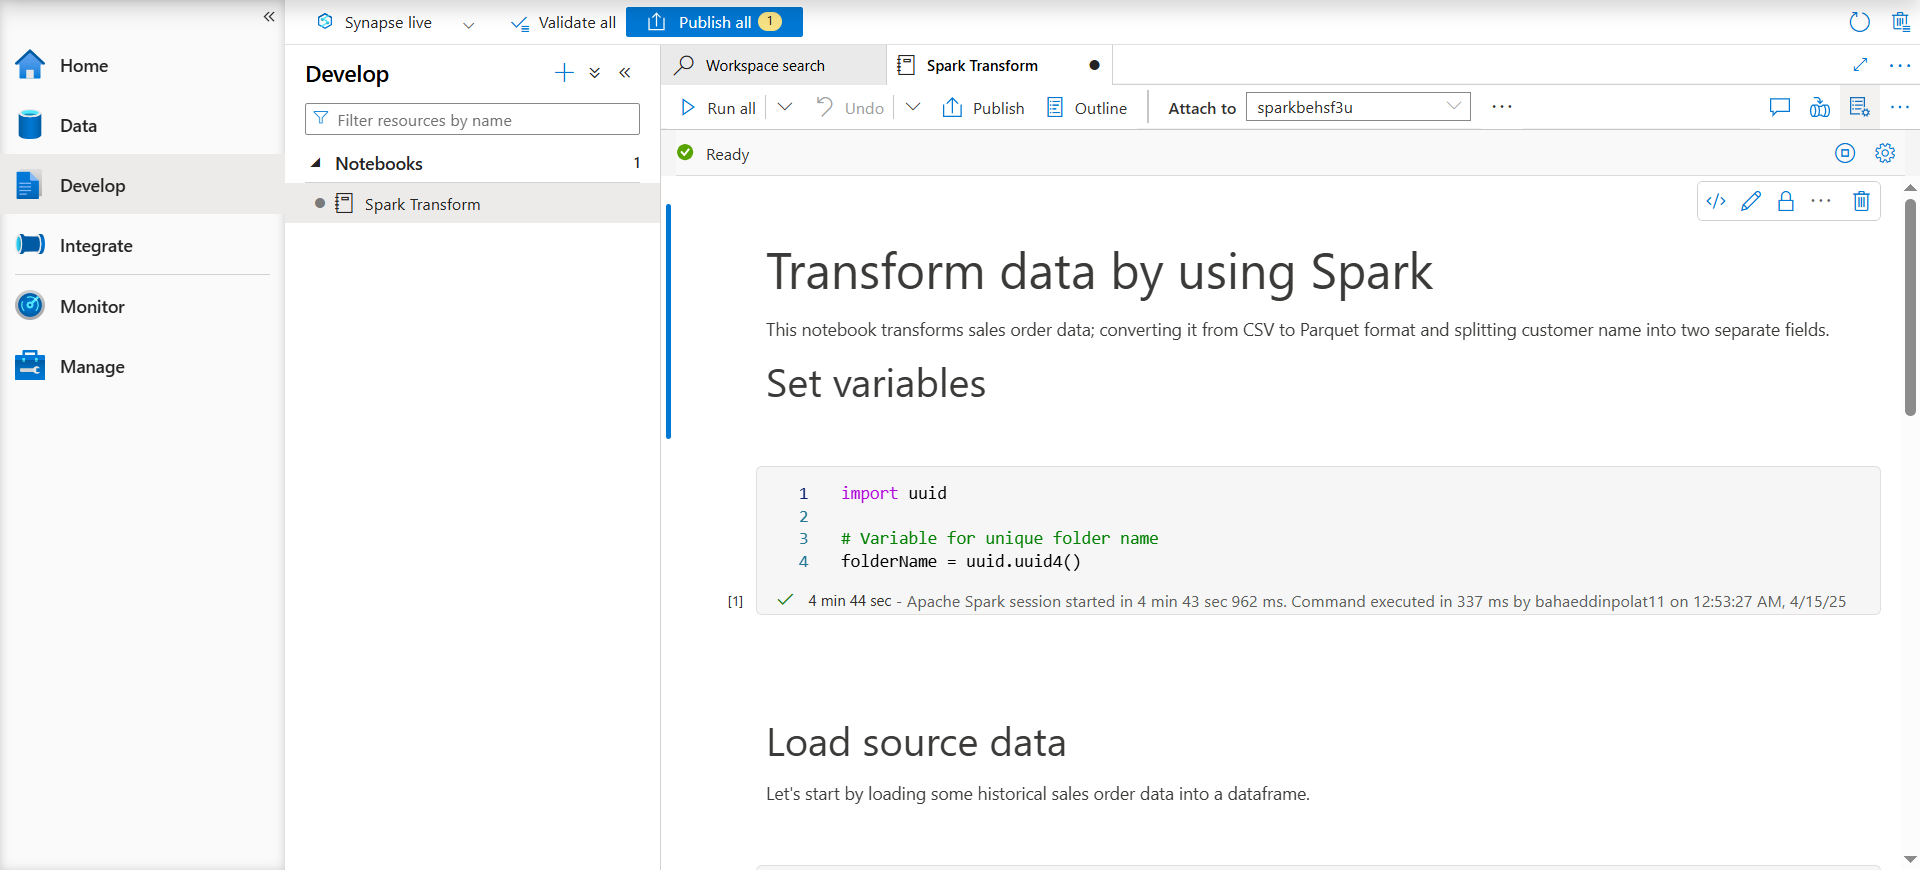 Synapse live
Validate all
Publish all 1
Home
Data
Develop
Integrate
Monitor
Manage
Develop
Filter resources by name
Notebooks 1
Spark Transform
Workspace search
Spark Transform
Run all
Undo
Publish
Outline
Attach to sparkbehsf3u
Ready
Transform data by using Spark
This notebook transforms sales order data; converting it from CSV to Parquet format and splitting customer name into two separate fields.
Set variables
1 import uuid
2
3 # Variable for unique folder name
4 folderName = uuid.uuid4()
[1] 4 min 44 sec - Apache Spark session started in 4 min 43 sec 962 ms. Command executed in 337 ms by bahaeddinpolat11 on 12:53:27 AM, 4/15/25
Load source data
Let's start by loading some historical sales order data into a dataframe.